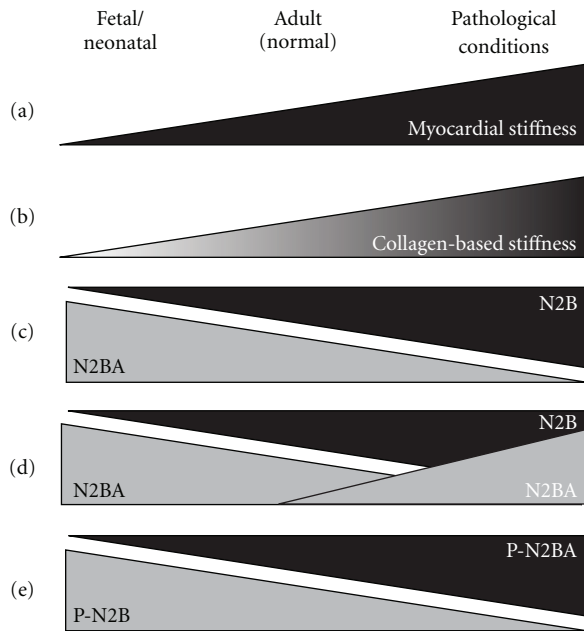 Fetal/
neonatal
Adult
(normal)
Pathological
conditions
(a)
Myocardial stiffness
(b)
Collagen-based stiffness
(c)
N2B
N2BA
(d)
N2B
N2BA
N2BA
(e)
P-N2BA
P-N2B